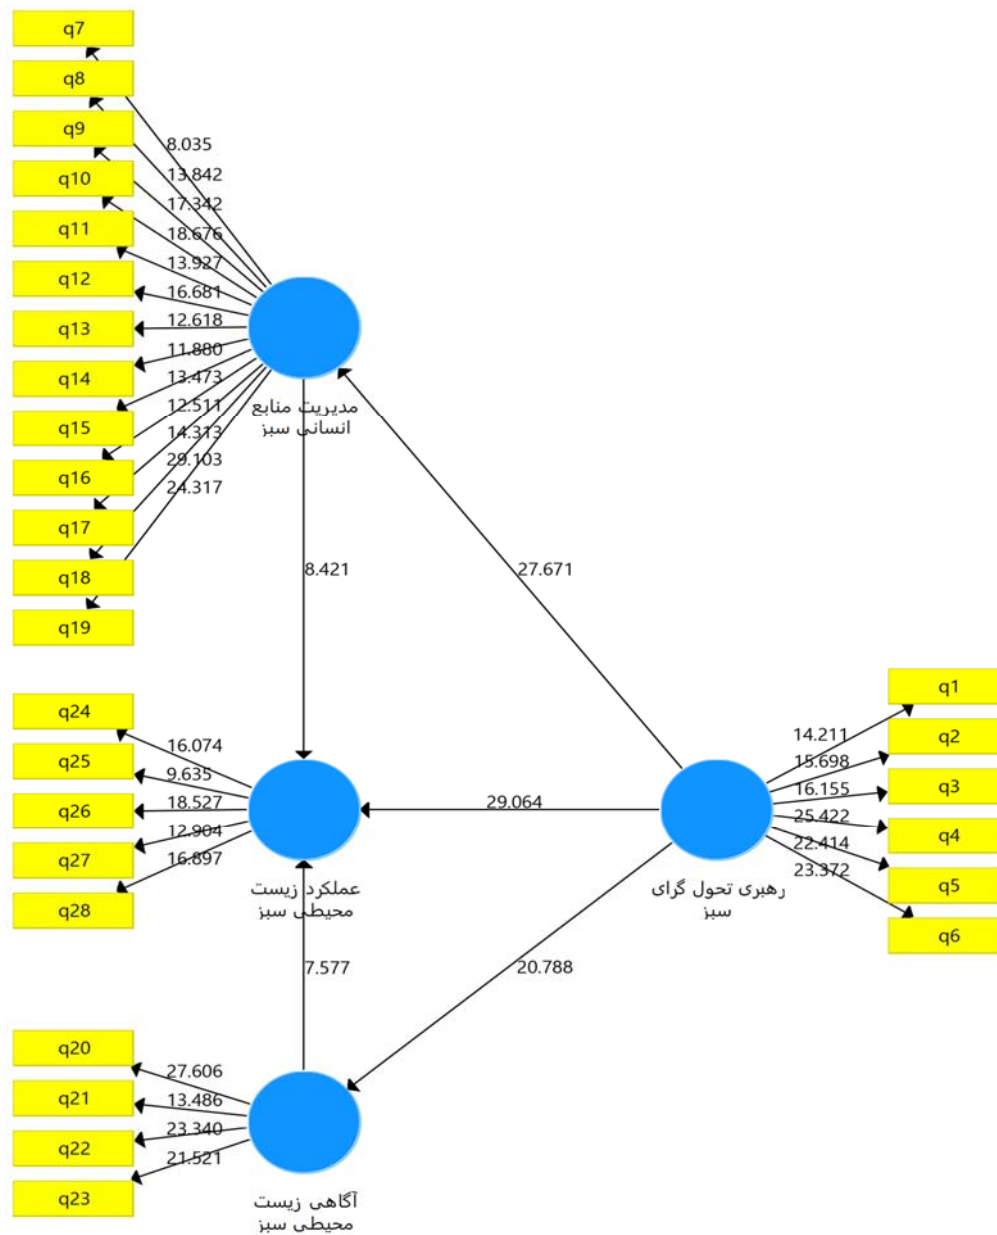 q7
q8
q9
q10
q11
q12
q13
q14
q15
q16
q17
q18
q19
8.035
13.842
17.342
18.676
13.927
16.681
12.618
11.880
13.473
12.511
14.313
29.103
24.317
مدیریت منابع
انسانی سبز
8.421
27.671
q24
q25
q26
q27
q28
16.074
9.635
18.527
12.904
16.897
عملکرد زیست
محیطی سبز
29.064
q1
q2
q3
q4
q5
q6
14.211
15.698
16.155
25.422
22.414
23.372
رهبری تحول گرای
سبز
7.577
20.788
q20
q21
q22
q23
27.606
13.486
23.340
21.521
آگاهی زیست
محیطی سبز